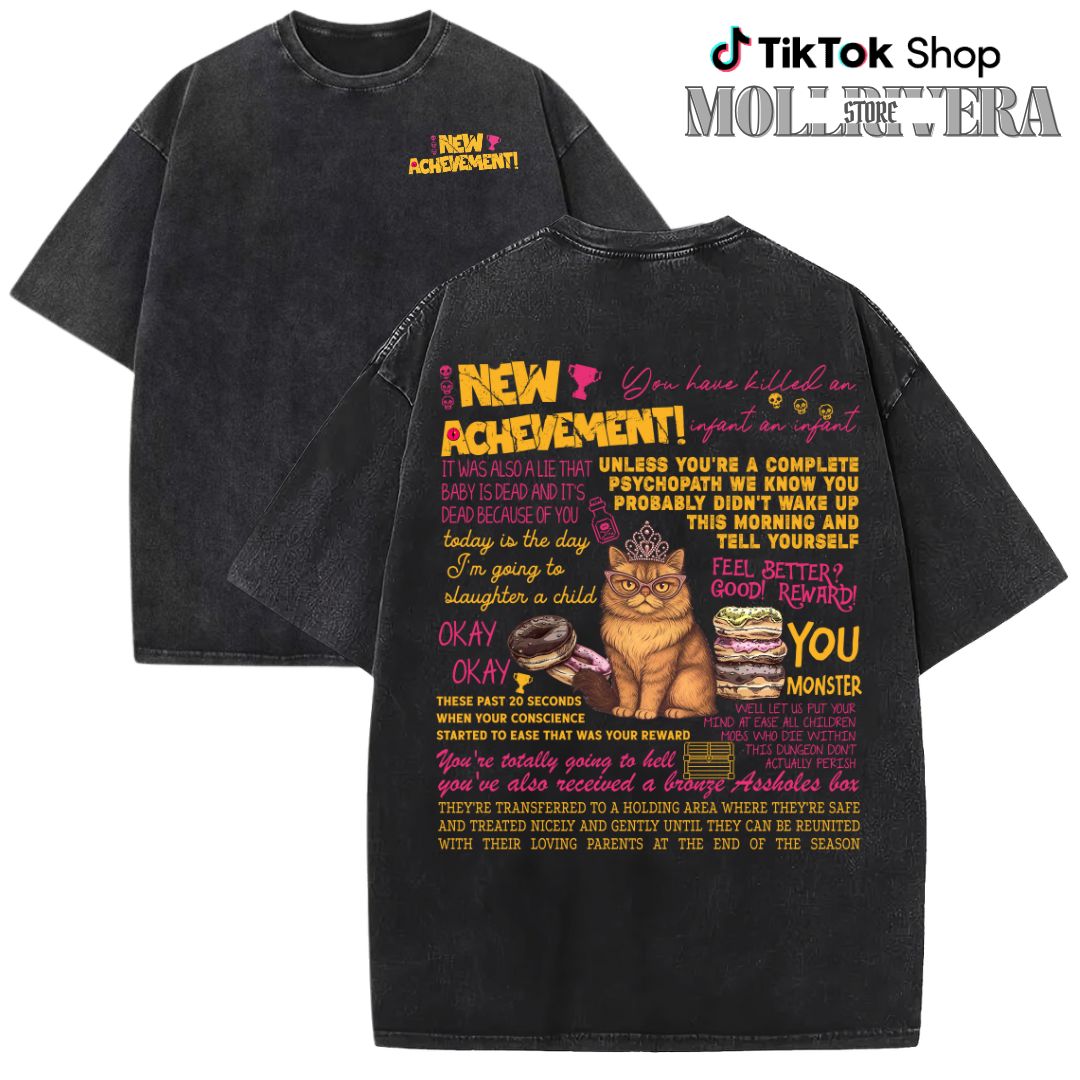 TikTok Shop
MOLLRIVERA
STORE
NEW
ACHEVEMENT!
NEW
ACHEVEMENT!
You have killed an
infant an infant
IT WAS ALSO A LIE THAT
BABY IS DEAD AND IT'S
DEAD BECAUSE OF YOU
UNLESS YOU'RE A COMPLETE
PSYCHOPATH WE KNOW YOU
PROBABLY DIDN'T WAKE UP
THIS MORNING AND
TELL YOURSELF
today is the day
I'm going to
slaughter a child
FEEL BETTER?
GOOD! REWARD!
OKAY
OKAY
YOU
MONSTER
THESE PAST 20 SECONDS
WHEN YOUR CONSCIENCE
STARTED TO EASE THAT WAS YOUR REWARD
WELL LET US PUT YOUR
MIND AT EASE ALL CHILDREN
MOBS WHO DIE WITHIN
THIS DUNGEON DON'T
ACTUALLY PERISH
You're totally going to hell
you've also received a bronze Assholes box
THEY'RE TRANSFERRED TO A HOLDING AREA WHERE THEY'RE SAFE
AND TREATED NICELY AND GENTLY UNTIL THEY CAN BE REUNITED
WITH THEIR LOVING PARENTS AT THE END OF THE SEASON